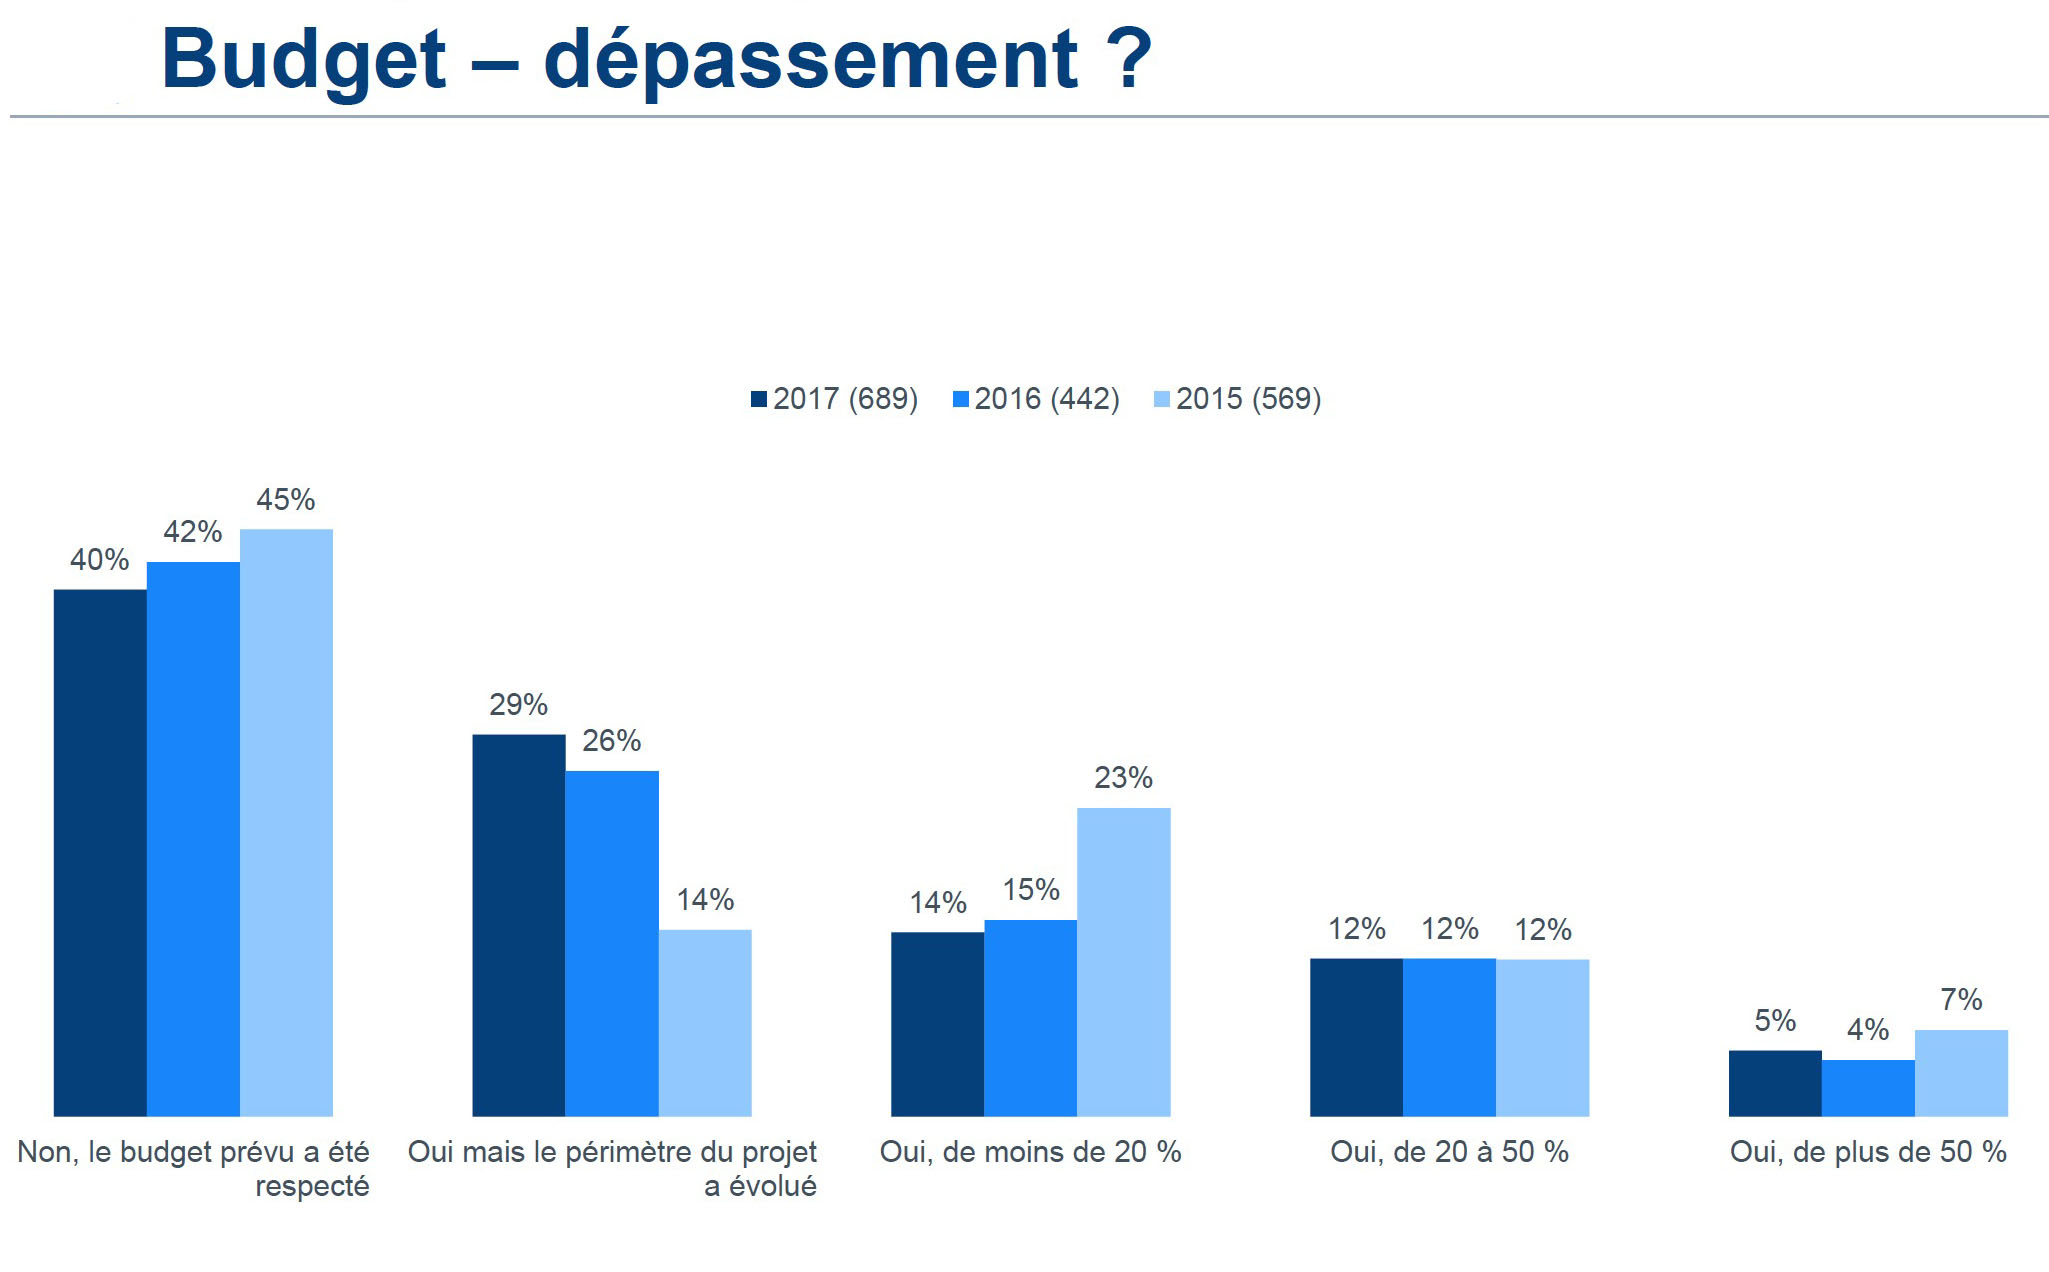 Budget – dépassement ?
2017 (689) 2016 (442) 2015 (569)
40% 42% 45%
29% 26% 14%
14% 15% 23%
12% 12% 12%
5% 4% 7%
Non, le budget prévu a été
respecté
Oui mais le périmètre du projet
a évolué
Oui, de moins de 20 %
Oui, de 20 à 50 %
Oui, de plus de 50 %